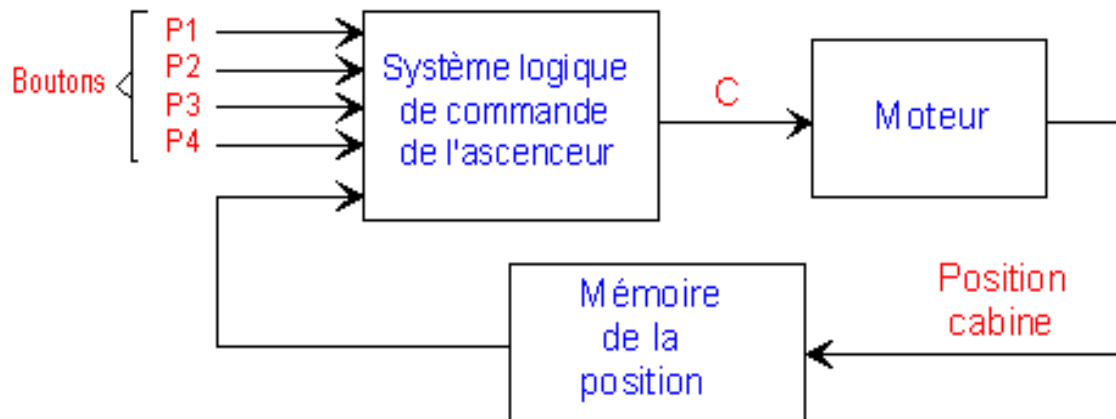 Boutons
P1
P2
P3
P4
Système logique
de commande
de l'ascenceur
C
Moteur
Mémoire
de la
position
Position
cabine